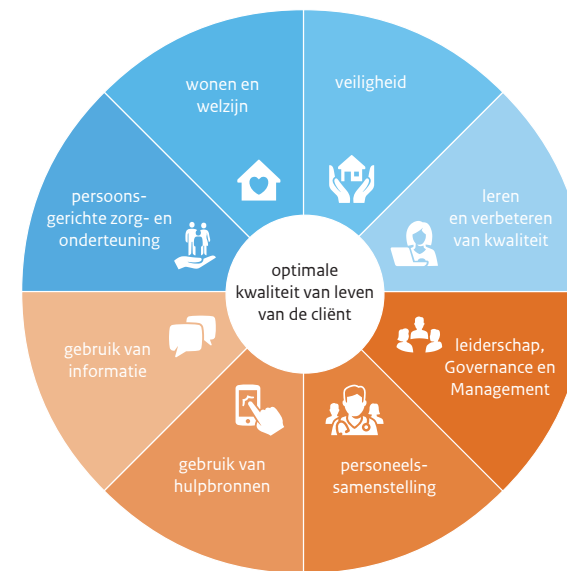 wonen en
welzijn
veiligheid
leren
en verbeteren
van kwaliteit
leiderschap,
Governance en
Management
personeels-
samenstelling
gebruik van
hulpbronnen
gebruik van
informatie
persoons-
gerichte zorg- en
onderteuning
optimale
kwaliteit van leven
van de cliënt